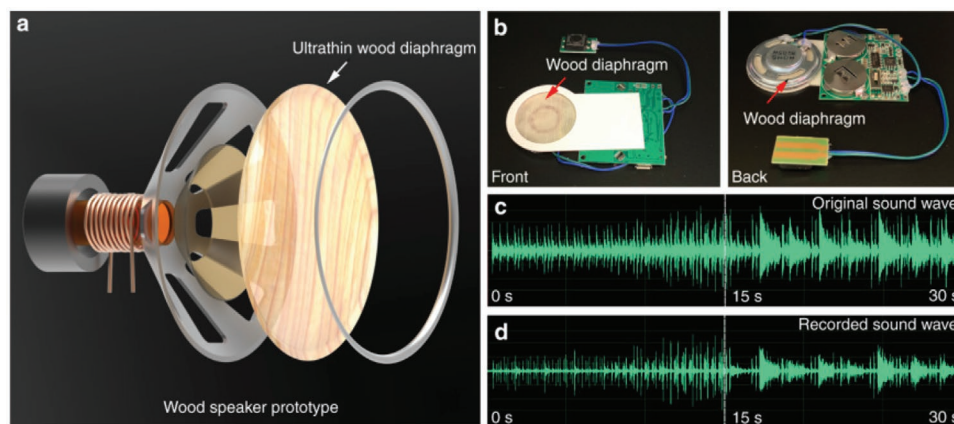 a
Ultrathin wood diaphragm
Wood speaker prototype
b
Wood diaphragm
Front
Wood diaphragm
Back
c
Original sound wave
0 s
15 s
30 s
d
Recorded sound wave
0 s
15 s
30 s